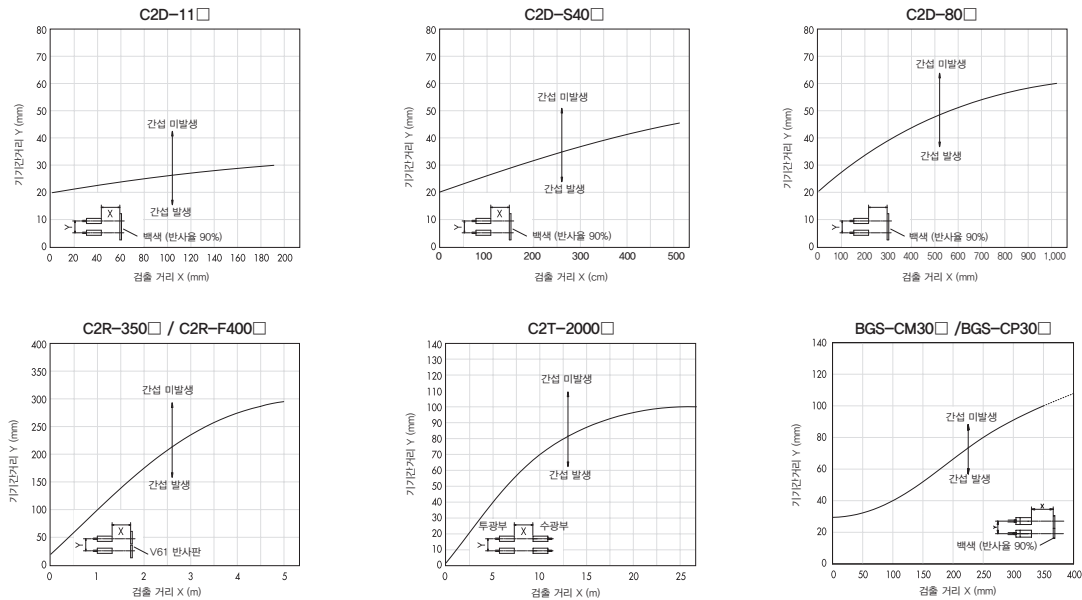 C2D-11□
80
70
60
50
40
30
20
10
0
기기간거리 Y (mm)
간섭 미발생
간섭 발생
X
Y
백색 (반사율 90%)
0 20 40 60 80 100 120 140 160 180 200
검출 거리 X (mm)
C2D-S40□
80
70
60
50
40
30
20
10
0
기기간거리 Y (mm)
간섭 미발생
간섭 발생
X
Y
백색 (반사율 90%)
0 100 200 300 400 500
검출 거리 X (cm)
C2D-80□
80
70
60
50
40
30
20
10
0
기기간거리 Y (mm)
간섭 미발생
간섭 발생
Y
백색 (반사율 90%)
0 100 200 300 400 500 600 700 800 900 1,000
검출 거리 X (mm)
C2R-350□ / C2R-F400□
400
350
300
250
200
150
100
50
0
기기간거리 Y (mm)
간섭 미발생
간섭 발생
X
Y
V61 반사판
0 1 2 3 4 5
검출 거리 X (m)
C2T-2000□
140
130
120
110
100
90
80
70
60
50
40
30
20
10
0
기기간거리 Y (mm)
간섭 미발생
간섭 발생
투광부
수광부
X
Y
0 5 10 15 20 25
검출 거리 X (m)
BGS-CM30□ /BGS-CP30□
140
120
100
80
60
40
20
0
기기간거리 Y (mm)
간섭 미발생
간섭 발생
X
Y
백색 (반사율 90%)
0 50 100 150 200 250 300 350 400
검출 거리 X (mm)